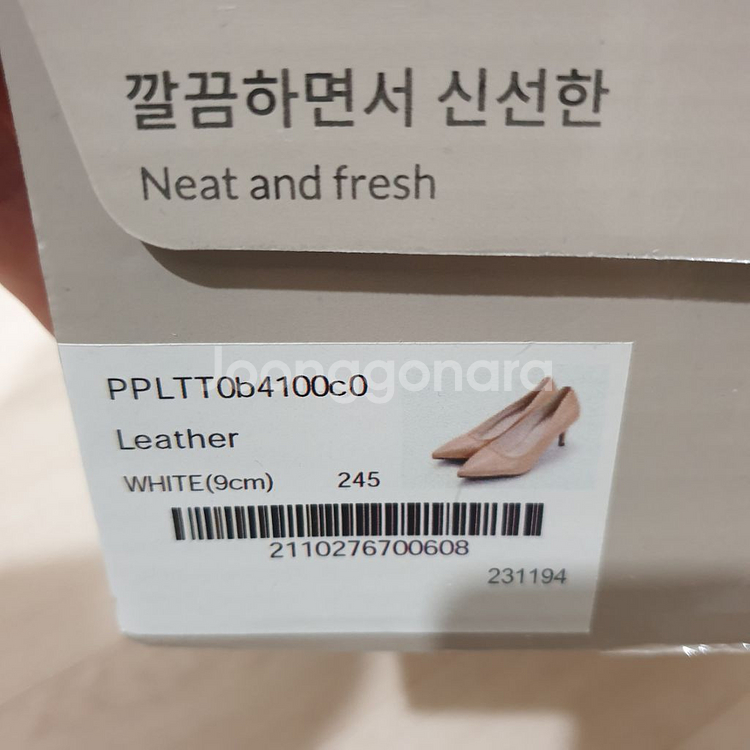 깔끔하면서 신선한
Neat and fresh
joonggonara
PPLTT0b4100c0
Leather
WHITE(9cm) 245
2110276700608
231194